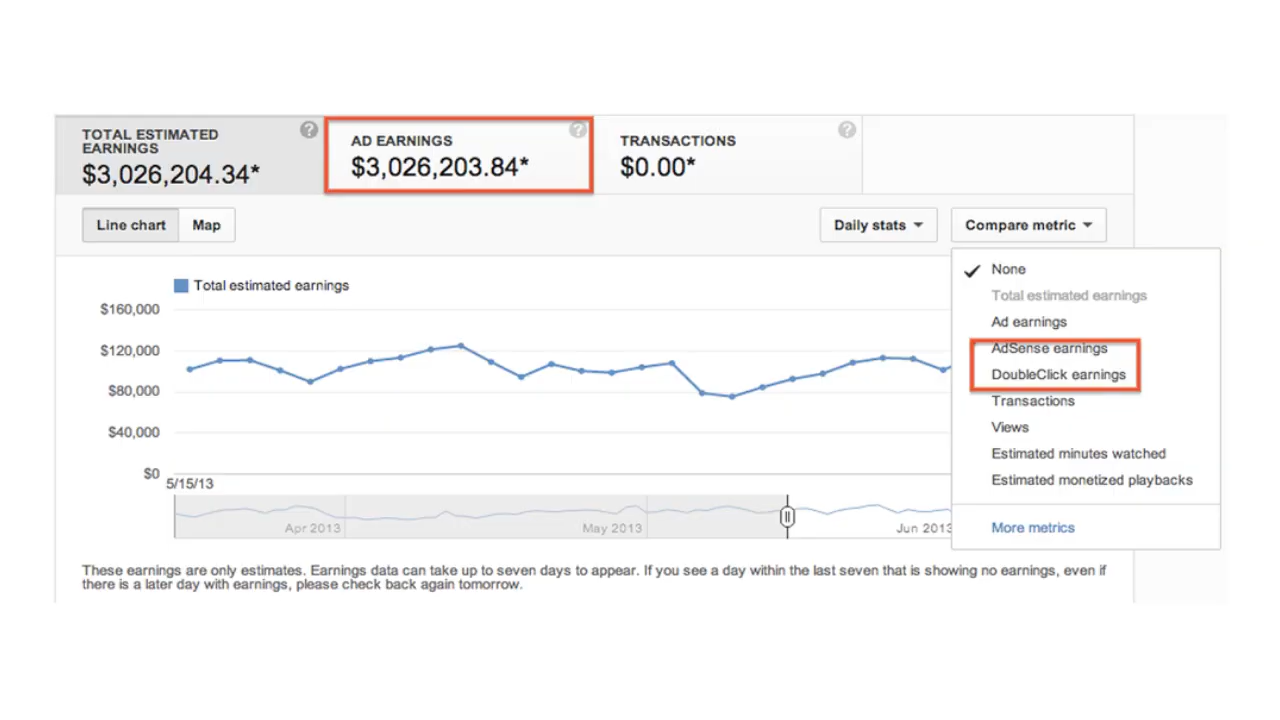 TOTAL ESTIMATED
EARNINGS
$3,026,204.34*
?
AD EARNINGS
$3,026,203.84*
?
TRANSACTIONS
$0.00*
?
Line chart
Map
Daily stats
Compare metric
None
Total estimated earnings
Ad earnings
AdSense earnings
DoubleClick earnings
Transactions
Views
Estimated minutes watched
Estimated monetized playbacks
More metrics
Total estimated earnings
$160,000
$120,000
$80,000
$40,000
$0
5/15/13
Apr 2013
May 2013
Jun 2013
These earnings are only estimates. Earnings data can take up to seven days to appear. If you see a day within the last seven that is showing no earnings, even if
there is a later day with earnings, please check back again tomorrow.